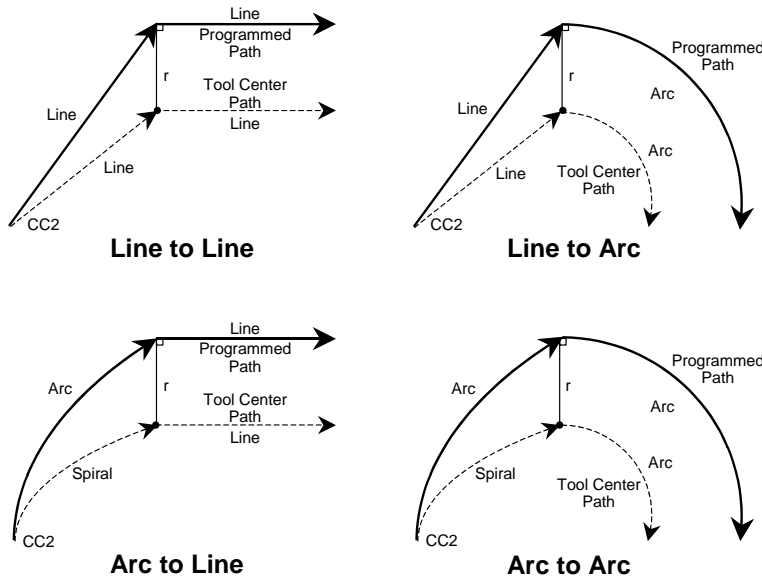 Line
Programmed
Path
r
Tool Center
Path
Line
Line
Line
CC2
Line to Line
Programmed
Path
Arc
r
Line
Arc
Line
Tool Center
Path
CC2
Line to Arc
Line
Programmed
Path
Arc
r
Tool Center
Path
Line
Spiral
CC2
Arc to Line
Programmed
Path
Arc
r
Arc
Arc
Spiral
Tool Center
Path
CC2
Arc to Arc